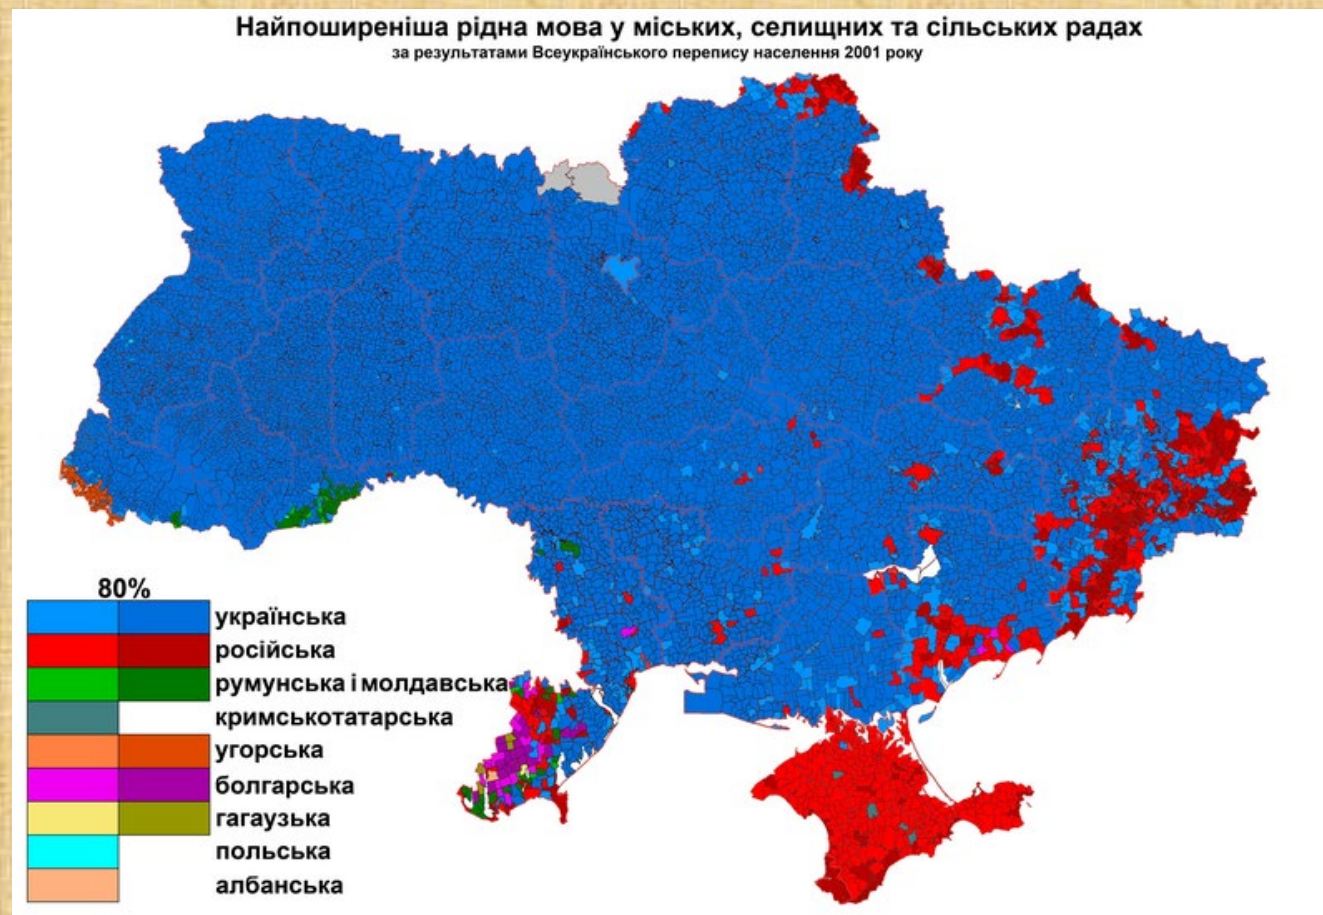 Найпоширеніша рідна мова у міських, селищних та сільських радах
за результатами Всеукраїнського перепису населення 2001 року
80%
українська
російська
румунська і молдавська
кримськотатарська
угорська
болгарська
гагаузька
польська
албанська